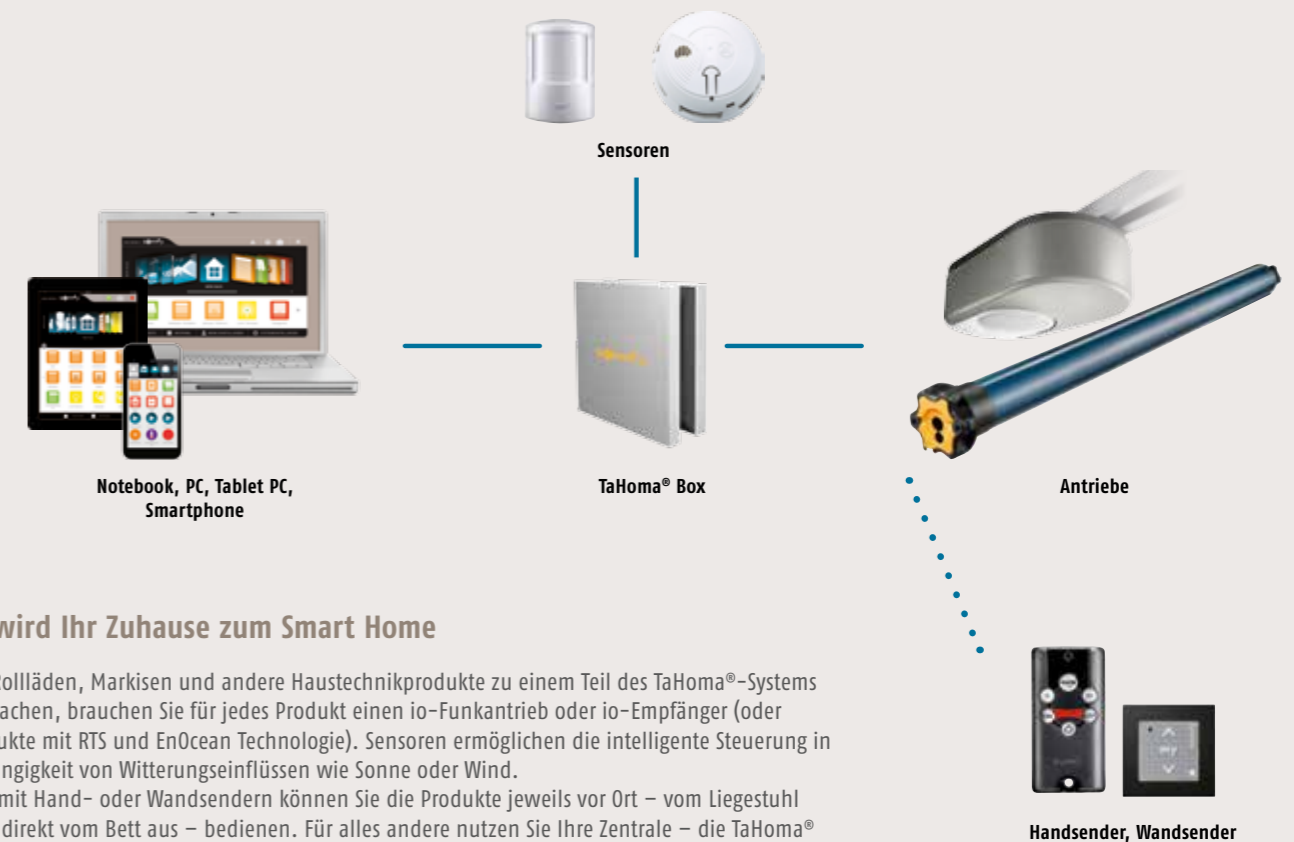 Sensoren
Notebook, PC, Tablet PC,
Smartphone
TaHoma® Box
Antriebe
wird Ihr Zuhause zum Smart Home
Rollläden, Markisen und andere Haustechnikprodukte zu einem Teil des TaHoma®-Systems
achen, brauchen Sie für jedes Produkt einen io-Funkantrieb oder io-Empfänger (oder
ukte mit RTS und EnOcean Technologie). Sensoren ermöglichen die intelligente Steuerung in
ngigkeit von Witterungseinflüssen wie Sonne oder Wind.
mit Hand- oder Wandsendern können Sie die Produkte jeweils vor Ort – vom Liegestuhl
direkt vom Bett aus – bedienen. Für alles andere nutzen Sie Ihre Zentrale – die TaHoma®
my
Handsender, Wandsender